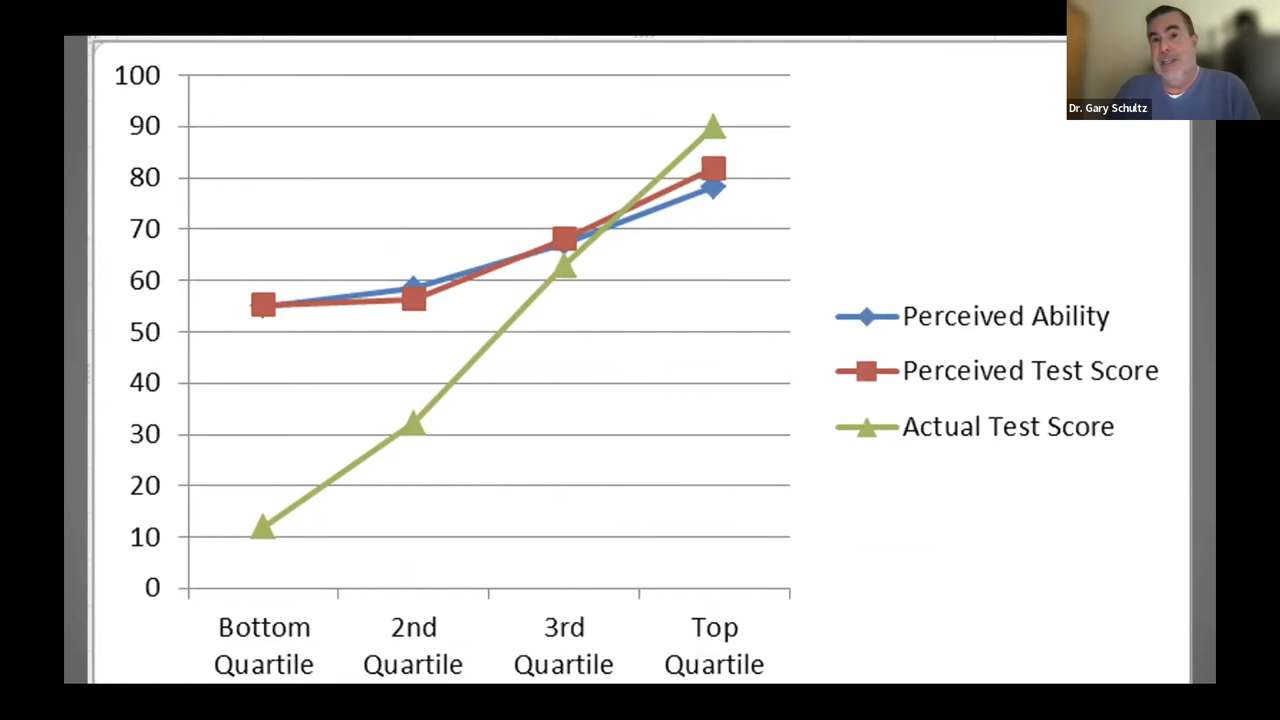 Dr. Gary Schultz
100
90
80
70
60
50
40
30
20
10
0
Bottom Quartile
2nd Quartile
3rd Quartile
Top Quartile
Perceived Ability
Perceived Test Score
Actual Test Score